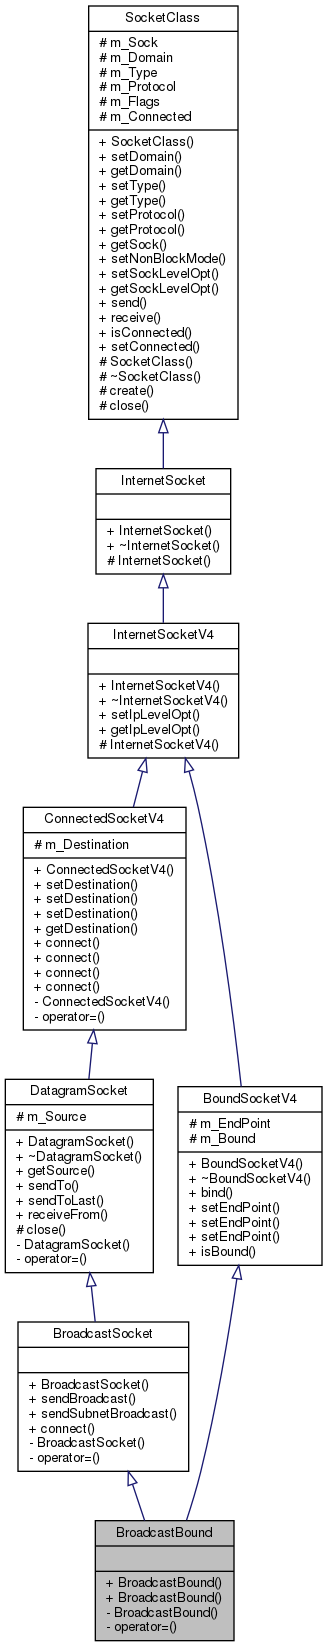 SocketClass
# m_Sock
# m_Domain
# m_Type
# m_Protocol
# m_Flags
# m_Connected
+ SocketClass()
+ setDomain()
+ getDomain()
+ setType()
+ getType()
+ setProtocol()
+ getProtocol()
+ getSock()
+ setNonBlockMode()
+ setSockLevelOpt()
+ getSockLevelOpt()
+ send()
+ receive()
+ isConnected()
+ setConnected()
# SocketClass()
# ~SocketClass()
# create()
# close()
InternetSocket
+ InternetSocket()
+ ~InternetSocket()
# InternetSocket()
InternetSocketV4
+ InternetSocketV4()
+ ~InternetSocketV4()
+ setIpLevelOpt()
+ getIpLevelOpt()
# InternetSocketV4()
ConnectedSocketV4
# m_Destination
+ ConnectedSocketV4()
+ setDestination()
+ setDestination()
+ setDestination()
+ getDestination()
+ connect()
+ connect()
+ connect()
+ connect()
- ConnectedSocketV4()
- operator=()
DatagramSocket
# m_Source
+ DatagramSocket()
+ ~DatagramSocket()
+ getSource()
+ sendTo()
+ sendToLast()
+ receiveFrom()
# close()
- DatagramSocket()
- operator=()
BoundSocketV4
# m_EndPoint
# m_Bound
+ BoundSocketV4()
+ ~BoundSocketV4()
+ bind()
+ setEndPoint()
+ setEndPoint()
+ setEndPoint()
+ isBound()
BroadcastSocket
+ BroadcastSocket()
+ sendBroadcast()
+ sendSubnetBroadcast()
+ connect()
- BroadcastSocket()
- operator=()
BroadcastBound
+ BroadcastBound()
+ BroadcastBound()
- BroadcastBound()
- operator=()